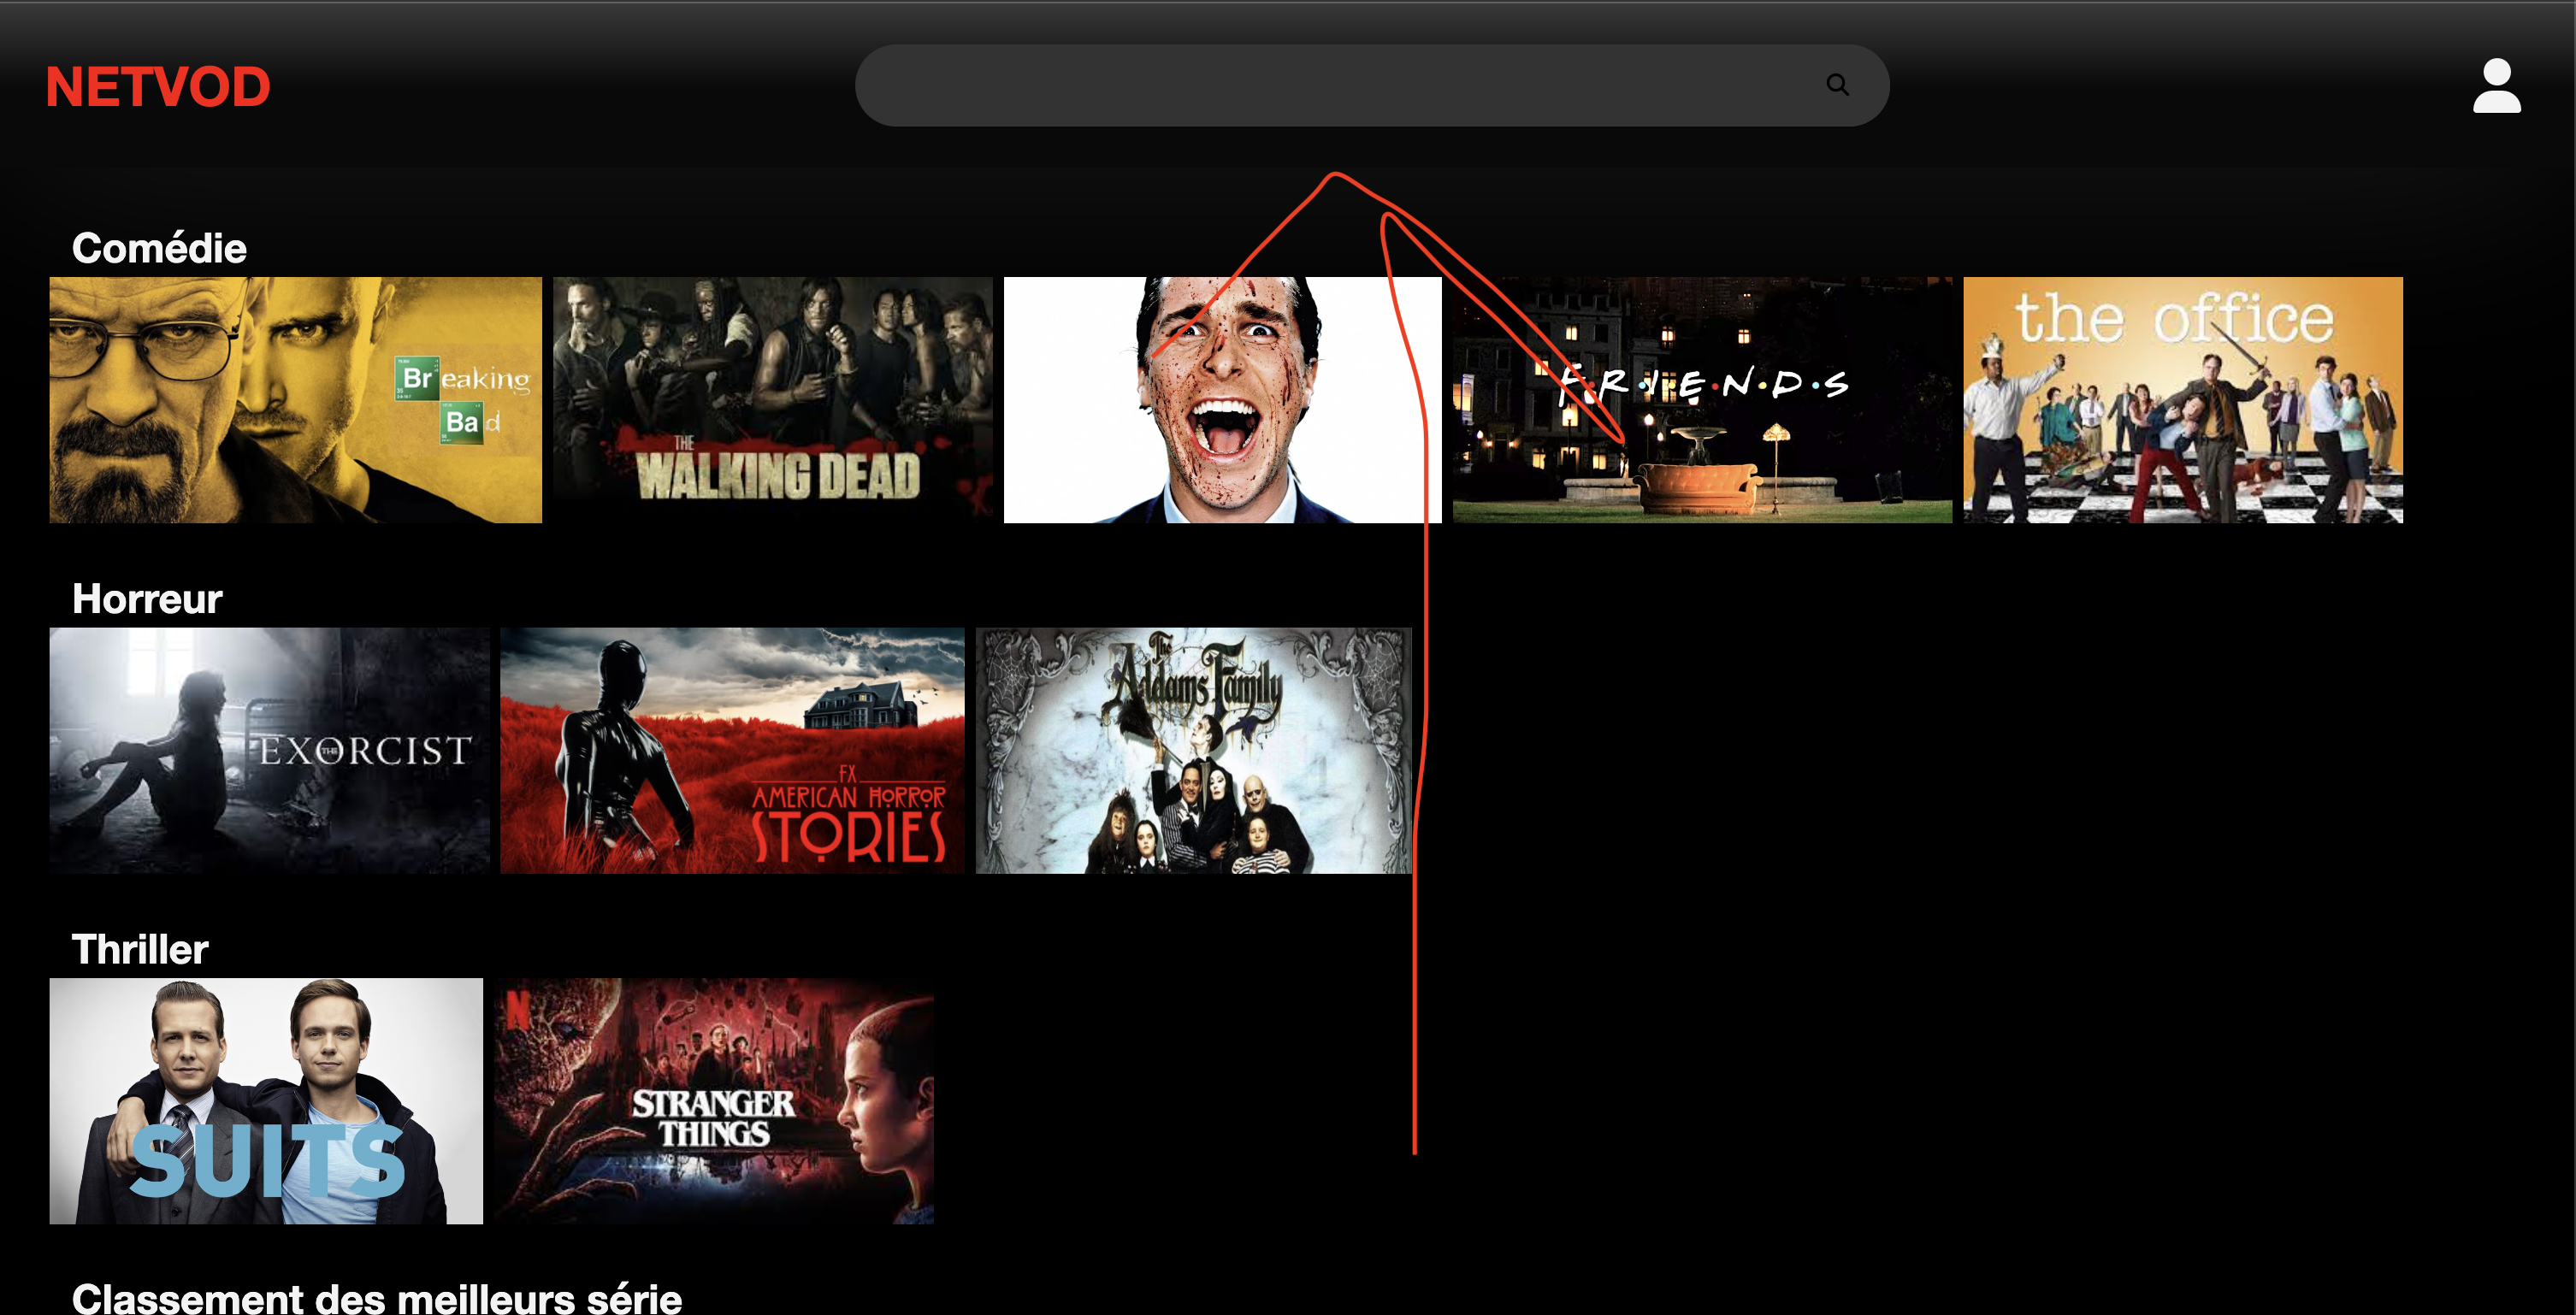 NETVOD
Comédie
Breaking
Bad
THE
WALKING DEAD
F·R·I·E·N·D·S
the office
Horreur
THE EXORCIST
FX
AMERICAN HORROR
STORIES
The
Addams Family
Thriller
SUITS
N
STRANGER
THINGS
Classement des meilleurs série